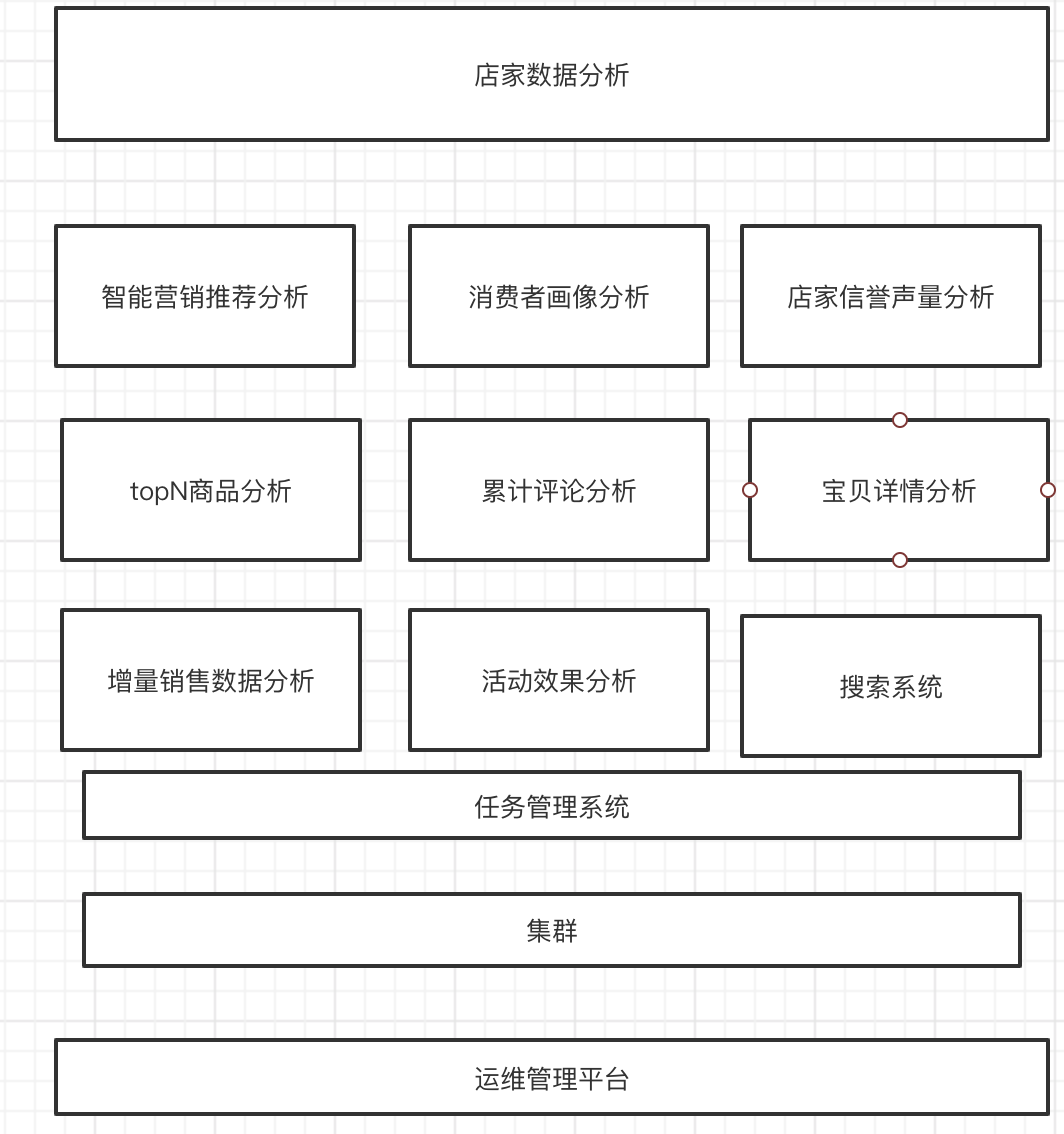 店家数据分析
智能营销推荐分析
消费者画像分析
店家信誉声量分析
topN商品分析
累计评论分析
宝贝详情分析
增量销售数据分析
活动效果分析
搜索系统
任务管理系统
集群
运维管理平台